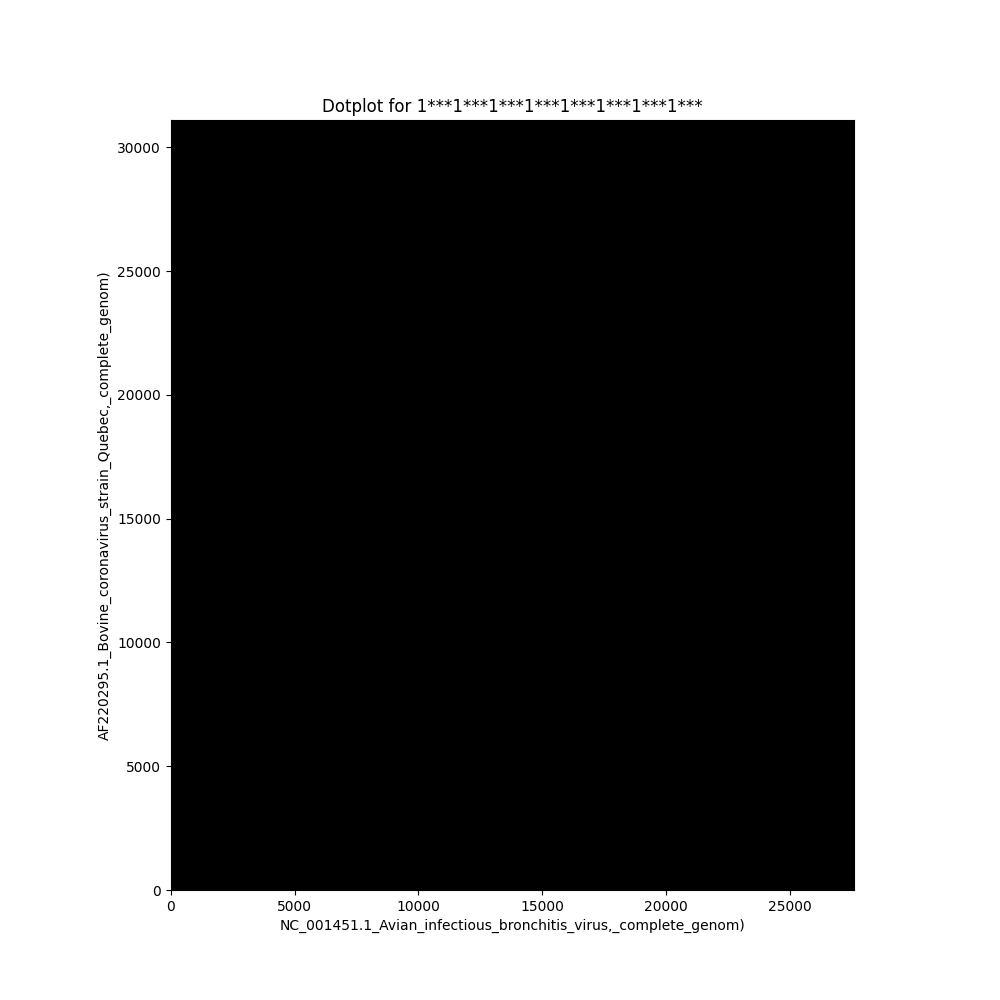 Dotplot for 1***1***1***1***1***1***1***1***
30000
25000
20000
15000
10000
5000
0
AF220295.1_Bovine_coronavirus_strain_Quebec,_complete_genom)
0 5000 10000 15000 20000 25000
NC_001451.1_Avian_infectious_bronchitis_virus,_complete_genom)